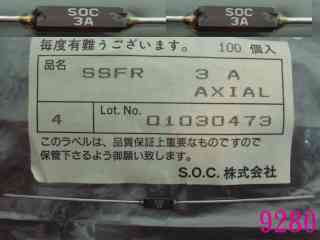 SOC
3A
SOC
3A
毎度有難うございます。 100 個入
品名 SSFR 3 A
AXIAL
4 Lot. No. 01030473
このラベルは、品質保証上重要なものですので
保管下さるよう御願い致します。
S.O.C. 株式会社
9280